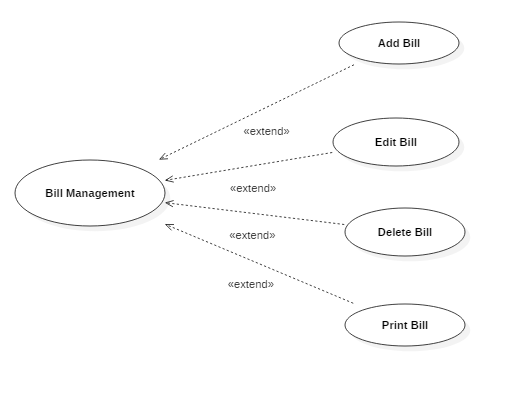 Add Bill
«extend»
Edit Bill
«extend»
Bill Management
Delete Bill
«extend»
«extend»
Print Bill